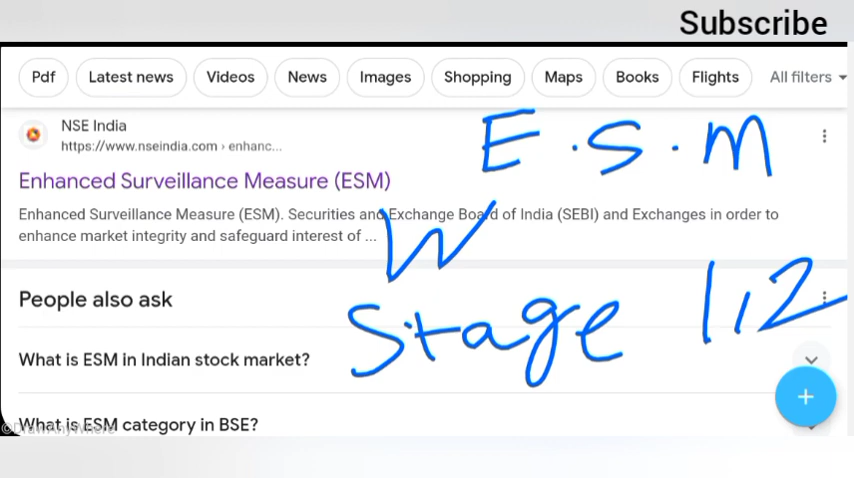 Subscribe
Pdf Latest news Videos News Images Shopping Maps Books Flights All filters
NSE India
https://www.nseindia.com › enhanc...
E.S.M
Enhanced Surveillance Measure (ESM)
Enhanced Surveillance Measure (ESM). Securities and Exchange Board of India (SEBI) and Exchanges in order to
enhance market integrity and safeguard interest of ...
W
People also ask
Stage 1,2
What is ESM in Indian stock market?
What is ESM category in BSE?
©DrawAnyWhere